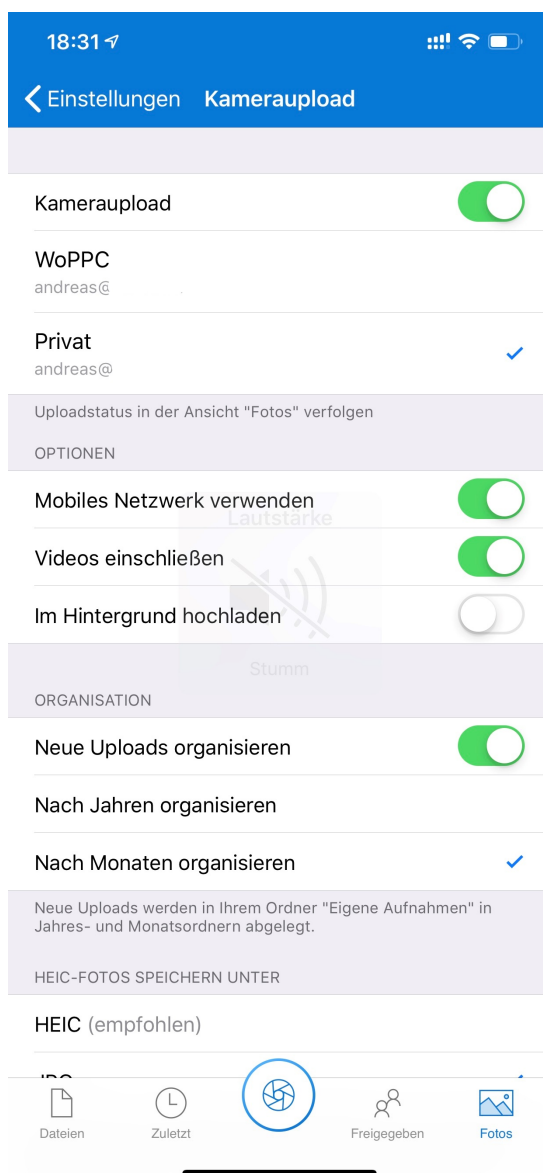 18:31
Einstellungen Kameraupload
Kameraupload
WoPPC
andreas@
Privat
andreas@
Uploadstatus in der Ansicht "Fotos" verfolgen
OPTIONEN
Mobiles Netzwerk verwenden
Lautstärke
Videos einschließen
Im Hintergrund hochladen
Stumm
ORGANISATION
Neue Uploads organisieren
Nach Jahren organisieren
Nach Monaten organisieren
Neue Uploads werden in Ihrem Ordner "Eigene Aufnahmen" in
Jahres- und Monatsordnern abgelegt.
HEIC-FOTOS SPEICHERN UNTER
HEIC (empfohlen)
Dateien Zuletzt Freigegeben Fotos